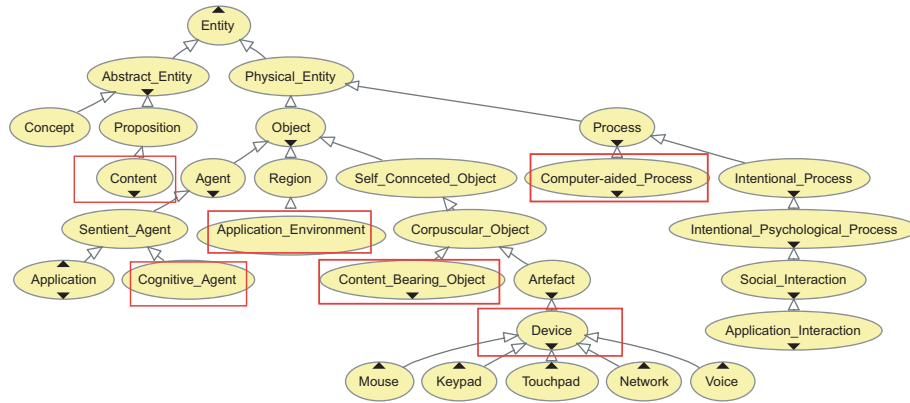 Entity
Abstract_Entity
Physical_Entity
Concept
Proposition
Object
Process
Content
Agent
Region
Self_Connceted_Object
Computer-aided_Process
Intentional_Process
Sentient_Agent
Application_Environment
Corpuscular_Object
Intentional_Psychological_Process
Application
Cognitive_Agent
Content_Bearing_Object
Artefact
Social_Interaction
Device
Application_Interaction
Mouse
Keypad
Touchpad
Network
Voice